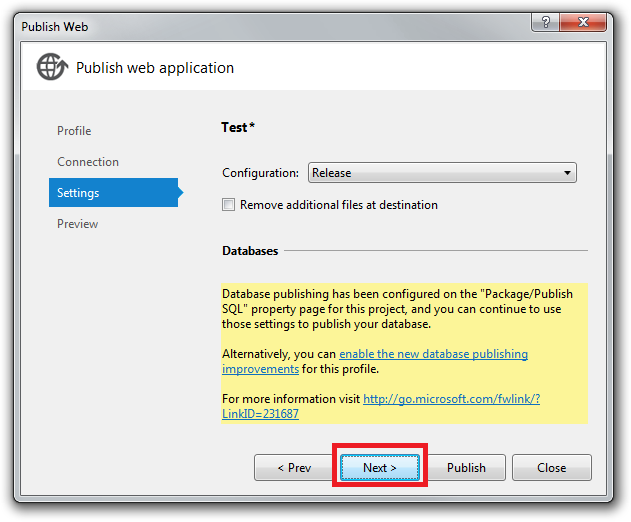 Publish Web
?
Publish web application
Profile
Connection
Settings
Preview
Test*
Configuration: Release
Remove additional files at destination
Databases
Database publishing has been configured on the "Package/Publish
SQL" property page for this project, and you can continue to use
those settings to publish your database.
Alternatively, you can enable the new database publishing
improvements for this profile.
For more information visit http://go.microsoft.com/fwlink/?
LinkID=231687
< Prev Next > Publish Close